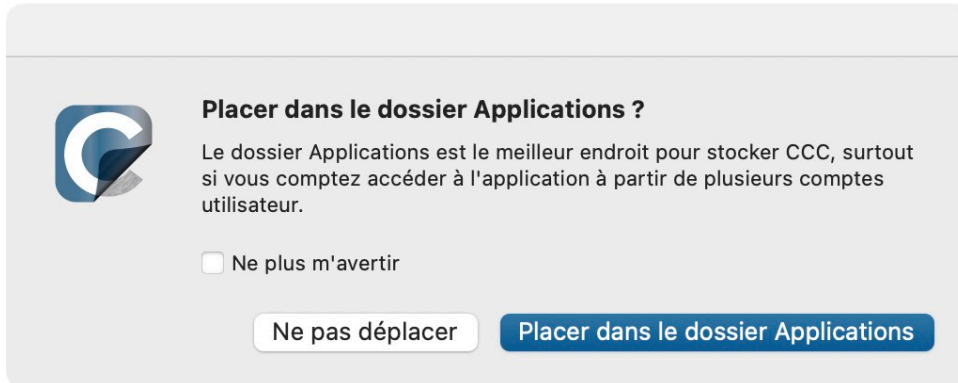 Placer dans le dossier Applications ?
Le dossier Applications est le meilleur endroit pour stocker CCC, surtout
si vous comptez accéder à l'application à partir de plusieurs comptes
utilisateur.
Ne plus m'avertir
Ne pas déplacer
Placer dans le dossier Applications